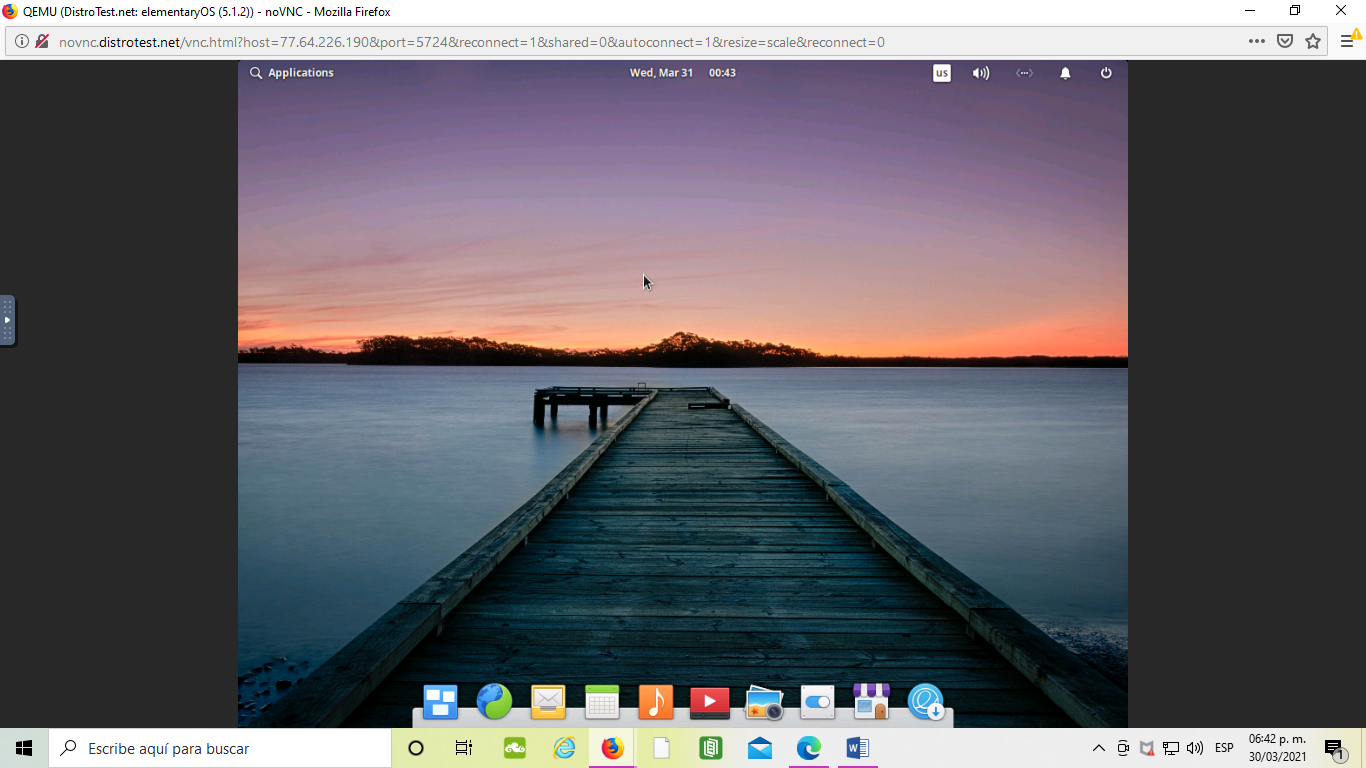 QEMU (DistroTest.net: elementaryOS (5.1.2)) - noVNC - Mozilla Firefox
novnc.distrotest.net/vnc.html?host=77.64.226.190&port=5724&reconnect=1&shared=0&autoconnect=1&resize=scale&reconnect=0
Applications Wed, Mar 31 00:43 us
Escribe aquí para buscar
ESP
06:42 p. m.
30/03/2021
1